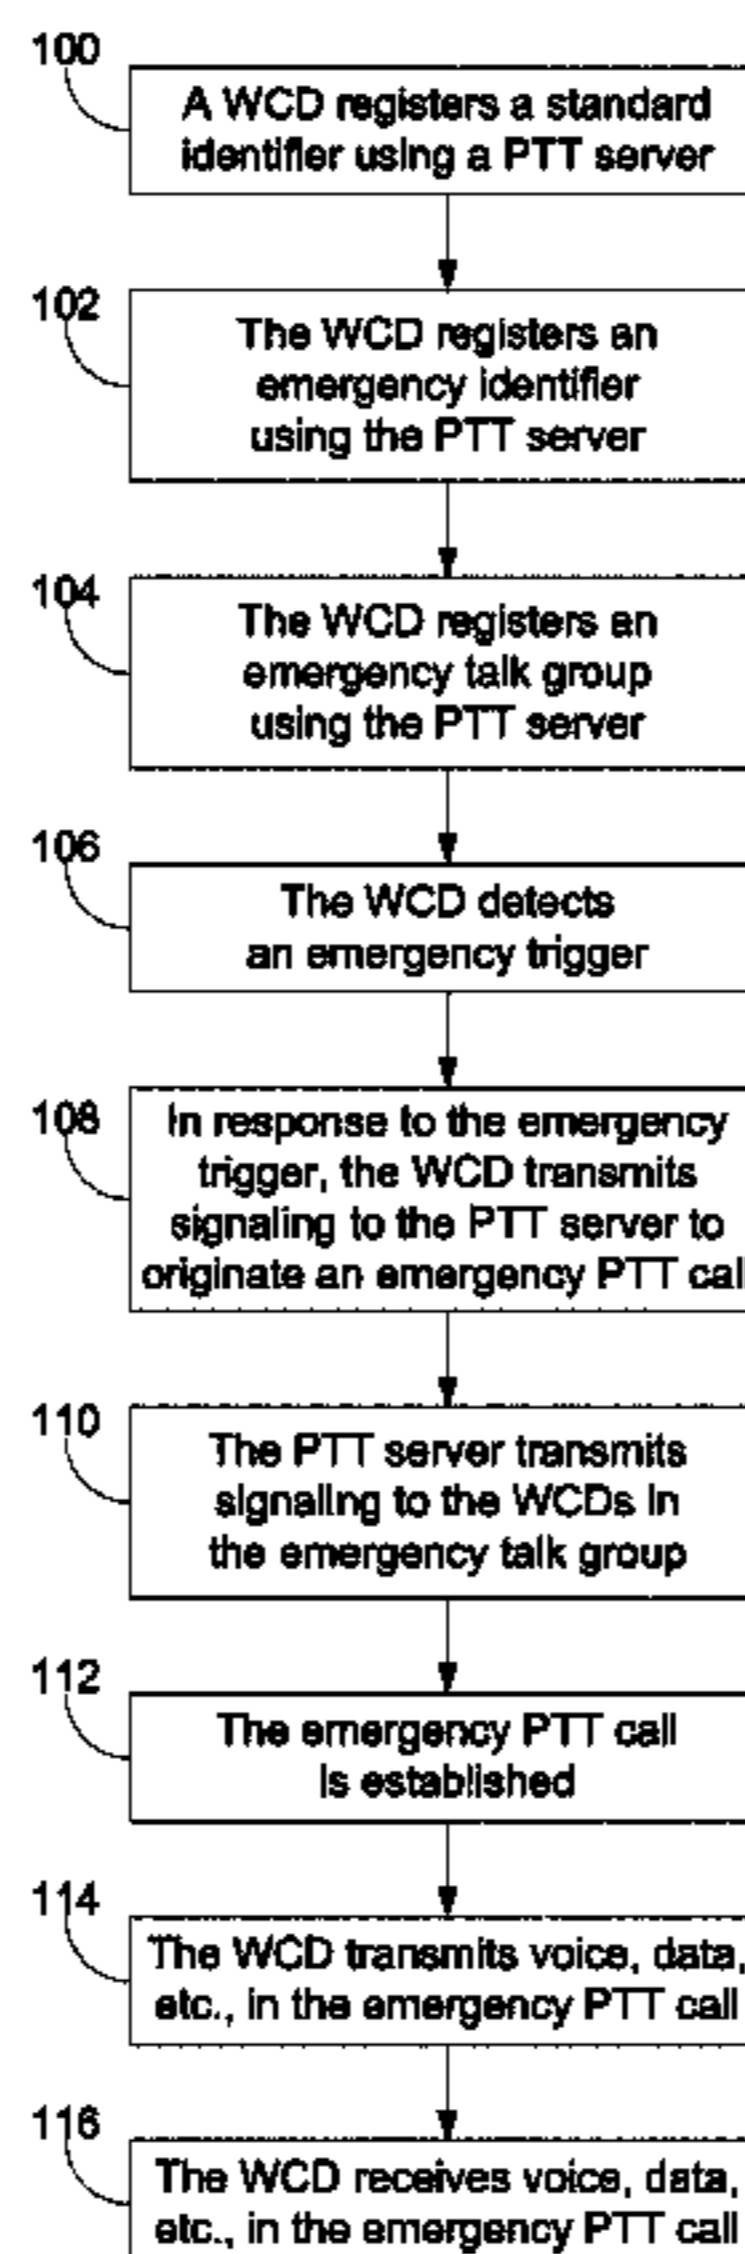 100
A WCD registers a standard
identifier using a PTT server
102
The WCD registers an
emergency identifier
using the PTT server
104
The WCD registers an
emergency talk group
using the PTT server
106
The WCD detects
an emergency trigger
108
In response to the emergency
trigger, the WCD transmits
signaling to the PTT server to
originate an emergency PTT call
110
The PTT server transmits
signaling to the WCDs in
the emergency talk group
112
The emergency PTT call
is established
114
The WCD transmits voice, data,
etc., in the emergency PTT call
116
The WCD receives voice, data,
etc., in the emergency PTT call